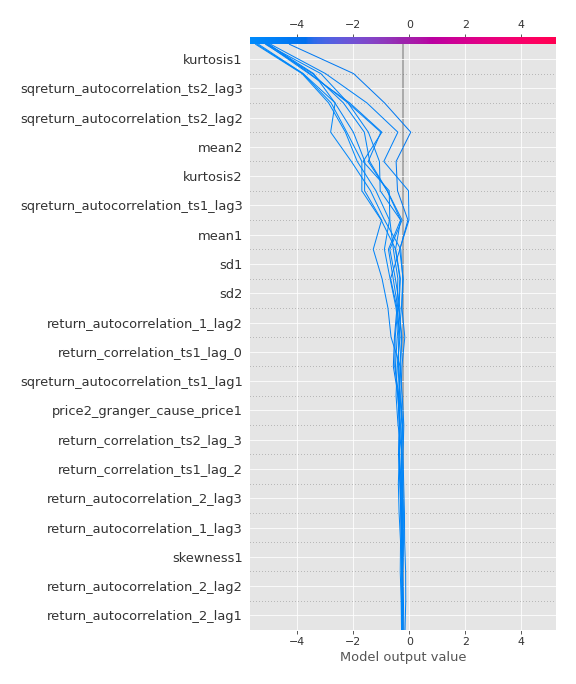 −4 −2 0 2 4
kurtosis1
sqreturn_autocorrelation_ts2_lag3
sqreturn_autocorrelation_ts2_lag2
mean2
kurtosis2
sqreturn_autocorrelation_ts1_lag3
mean1
sd1
sd2
return_autocorrelation_1_lag2
return_correlation_ts1_lag_0
sqreturn_autocorrelation_ts1_lag1
price2_granger_cause_price1
return_correlation_ts2_lag_3
return_correlation_ts1_lag_2
return_autocorrelation_2_lag3
return_autocorrelation_1_lag3
skewness1
return_autocorrelation_2_lag2
return_autocorrelation_2_lag1
−4 −2 0 2 4
Model output value